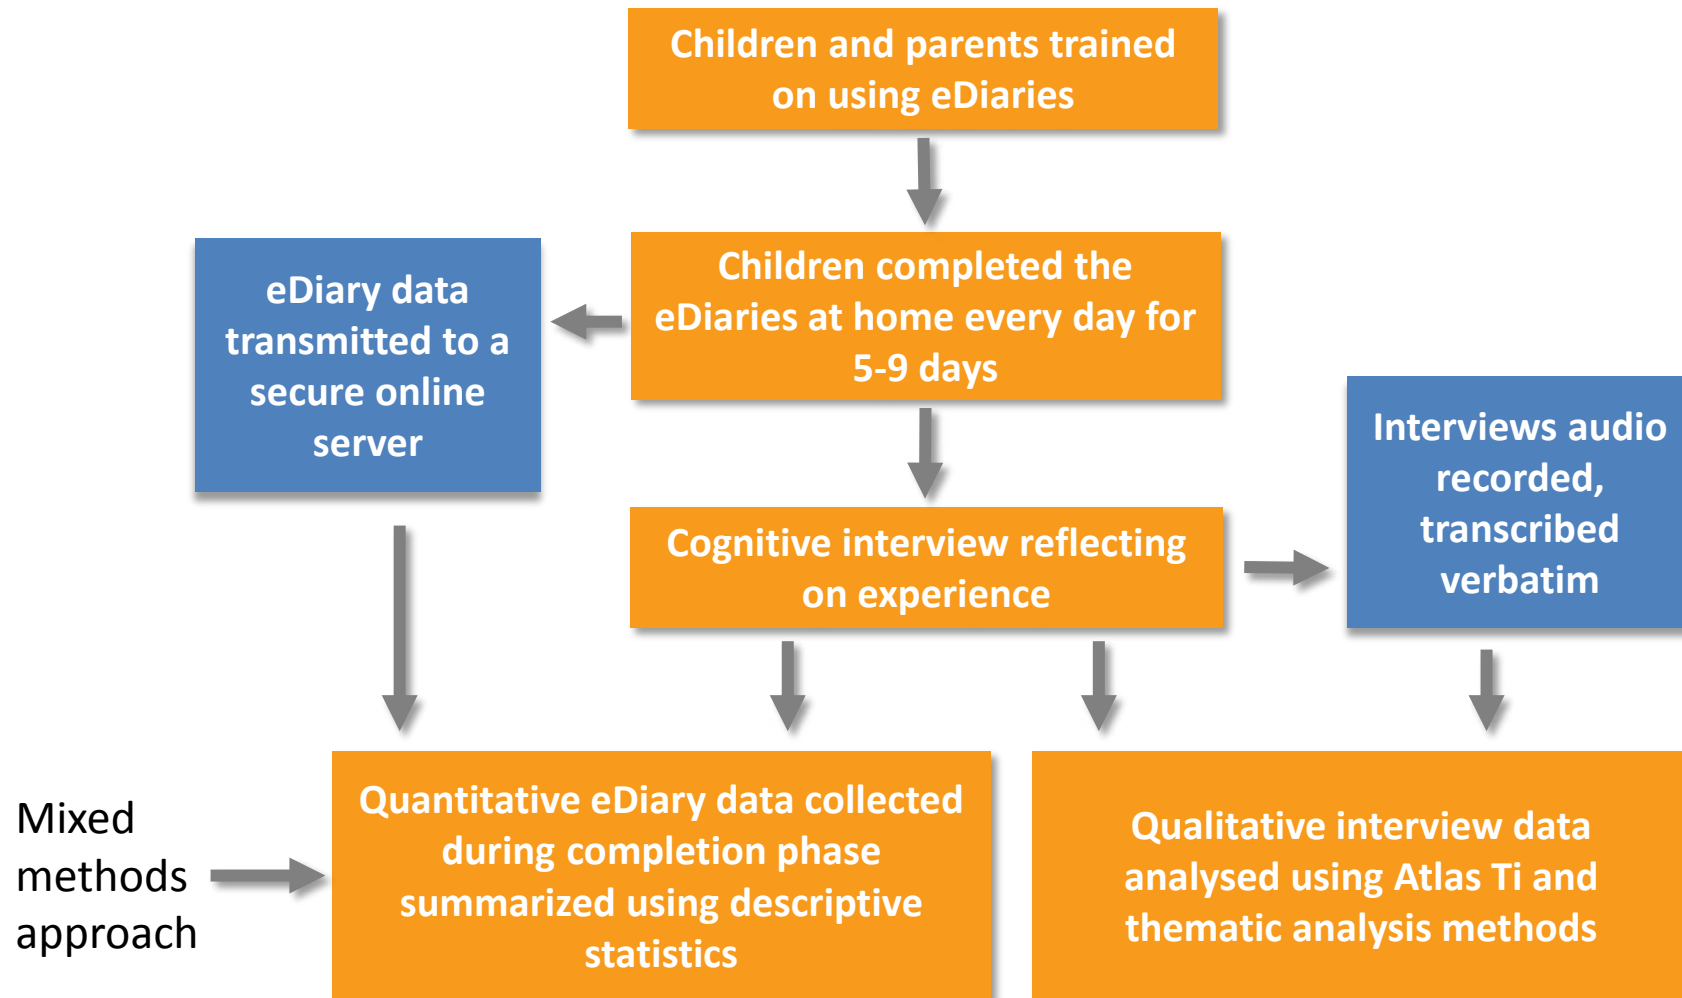 Children and parents trained
on using eDiaries
Children completed the
eDiaries at home every day for
5-9 days
eDiary data
transmitted to a
secure online
server
Interviews audio
recorded,
transcribed
verbatim
Cognitive interview reflecting
on experience
Mixed
methods
approach
Quantitative eDiary data collected
during completion phase
summarized using descriptive
statistics
Qualitative interview data
analysed using Atlas Ti and
thematic analysis methods